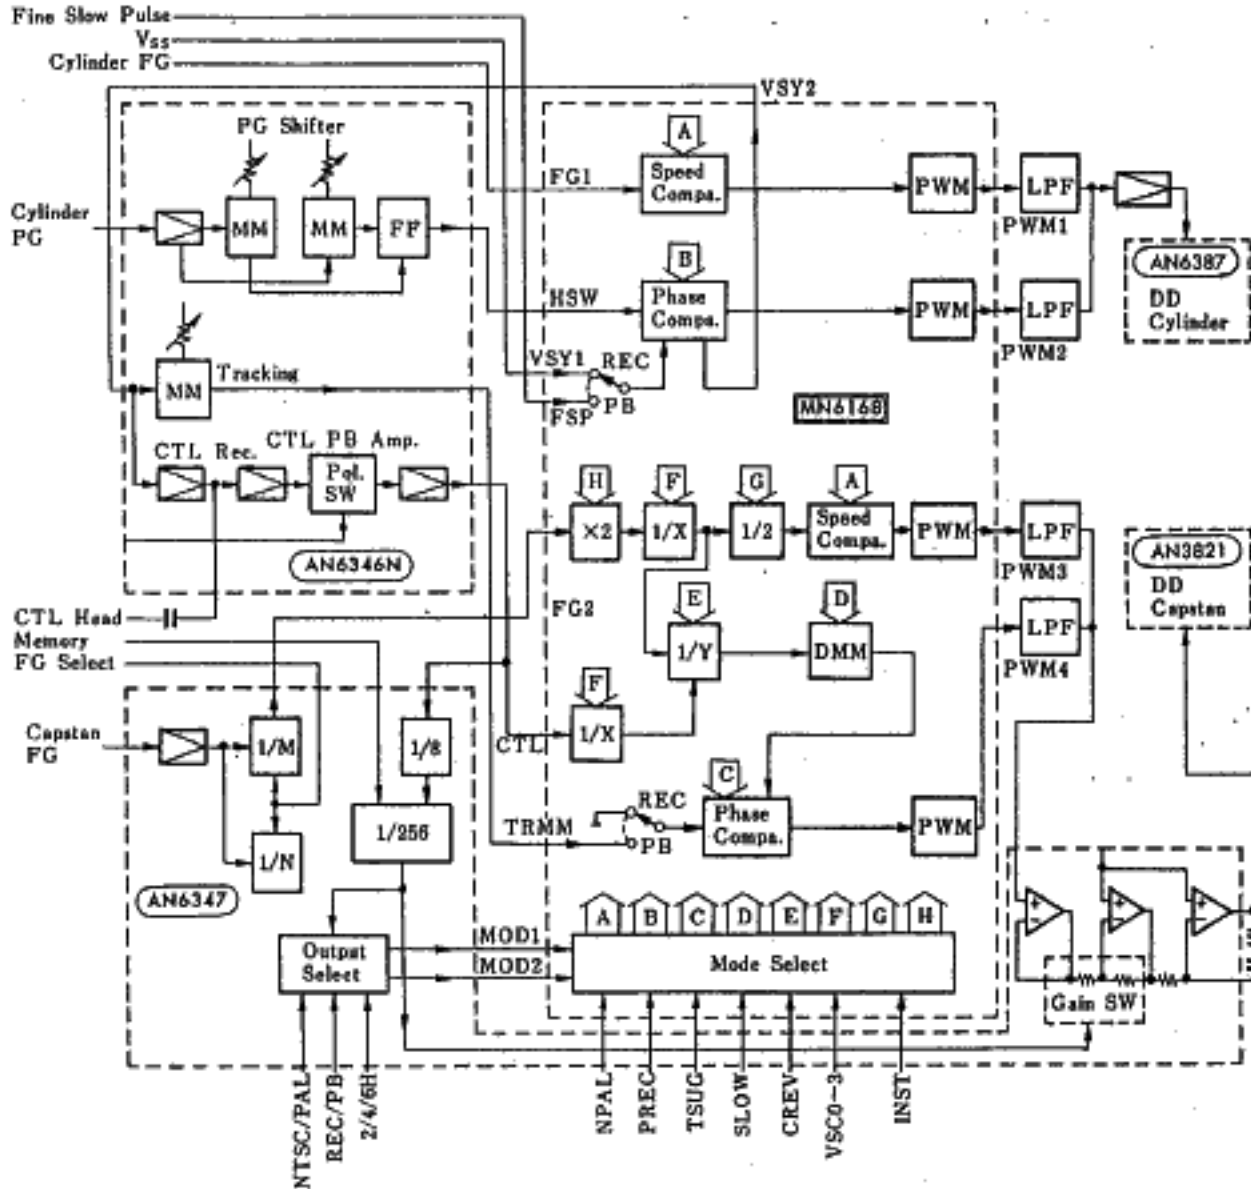 Fine Slow Pulse
Vss
Cylinder FG
VSY2
PG Shifter
A
Speed
Compa.
FG1
PWM
LPF
PWM1
Cylinder
PG
MM
MM
FF
B
Phase
Compa.
HSW
PWM
LPF
PWM2
AN6387
DD
Cylinder
VSY1
REC
PB
FSP
MM
Tracking
MN6168
CTL Rec.
CTL PB Amp.
Pol.
SW
AN6346N
H
F
G
A
×2
1/X
1/2
Speed
Compa.
PWM
LPF
PWM3
AN3821
DD
Capstan
CTL Head
Memory
FG Select
FG2
E
D
1/Y
DMM
LPF
PWM4
F
1/X
CTL
Capstan
FG
1/M
1/8
1/256
1/N
AN6347
TRMM
REC
PB
C
Phase
Compa.
PWM
A
B
C
D
E
F
G
H
Output
Select
MOD1
MOD2
Mode Select
+
−
+
−
+
−
Gain SW
NTSC/PAL
REC/PB
2/4/6H
NPAL
PREC
TSUG
SLOW
CREV
VSC0-3
INST